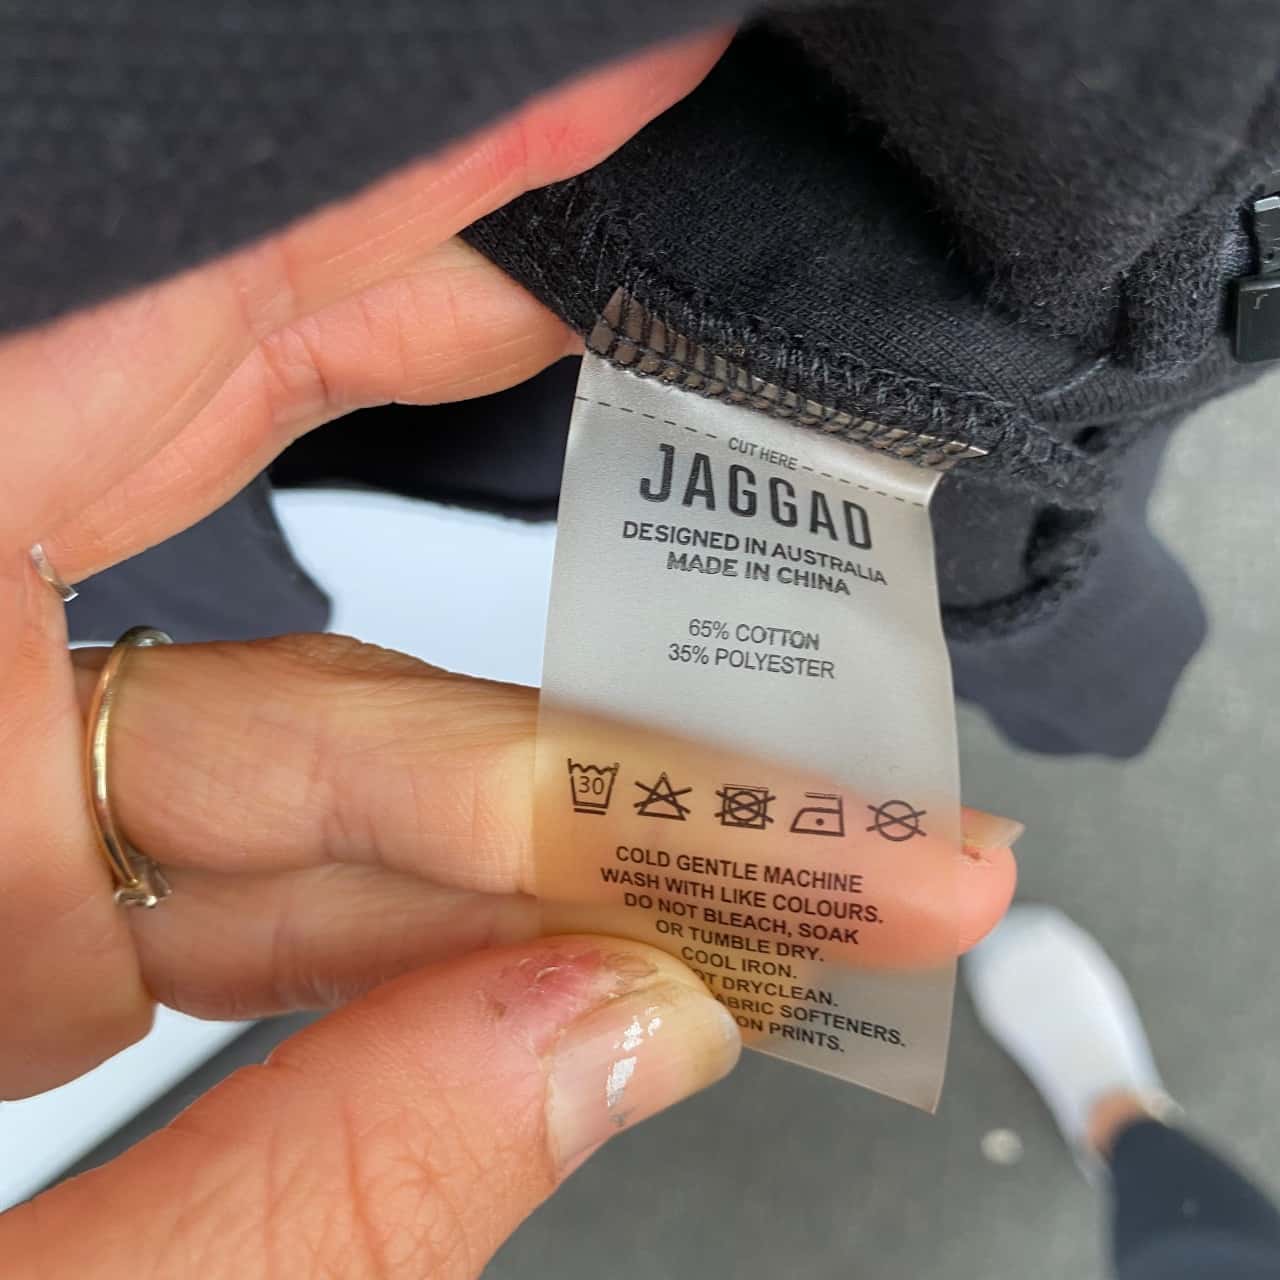 CUT HERE
JAGGAD
DESIGNED IN AUSTRALIA
MADE IN CHINA
65% COTTON
35% POLYESTER
30
COLD GENTLE MACHINE
WASH WITH LIKE COLOURS.
DO NOT BLEACH, SOAK
OR TUMBLE DRY.
COOL IRON.
DRYCLEAN.
SOFTENERS.
PRINTS.